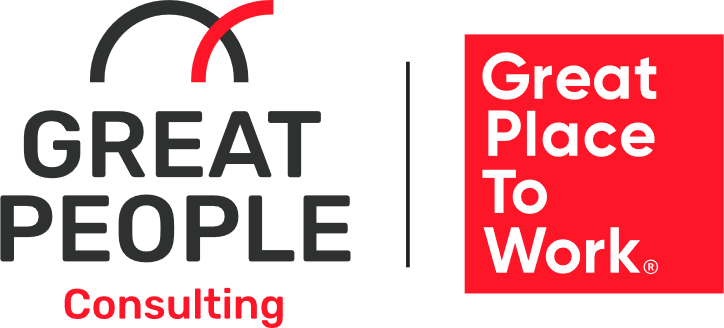 GREAT
PEOPLE
Consulting
Great
Place
To
Work®